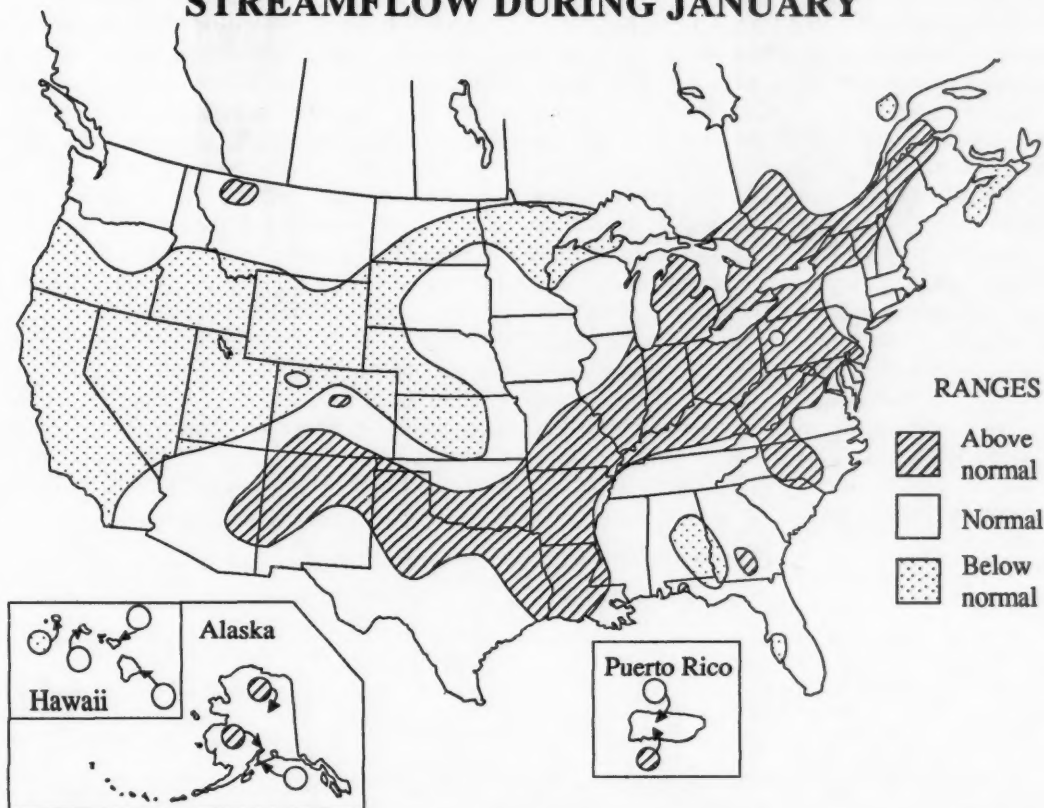 STREAMFLOW DURING JANUARY
RANGES
Above
normal
Normal
Below
normal
Alaska
Hawaii
Puerto Rico